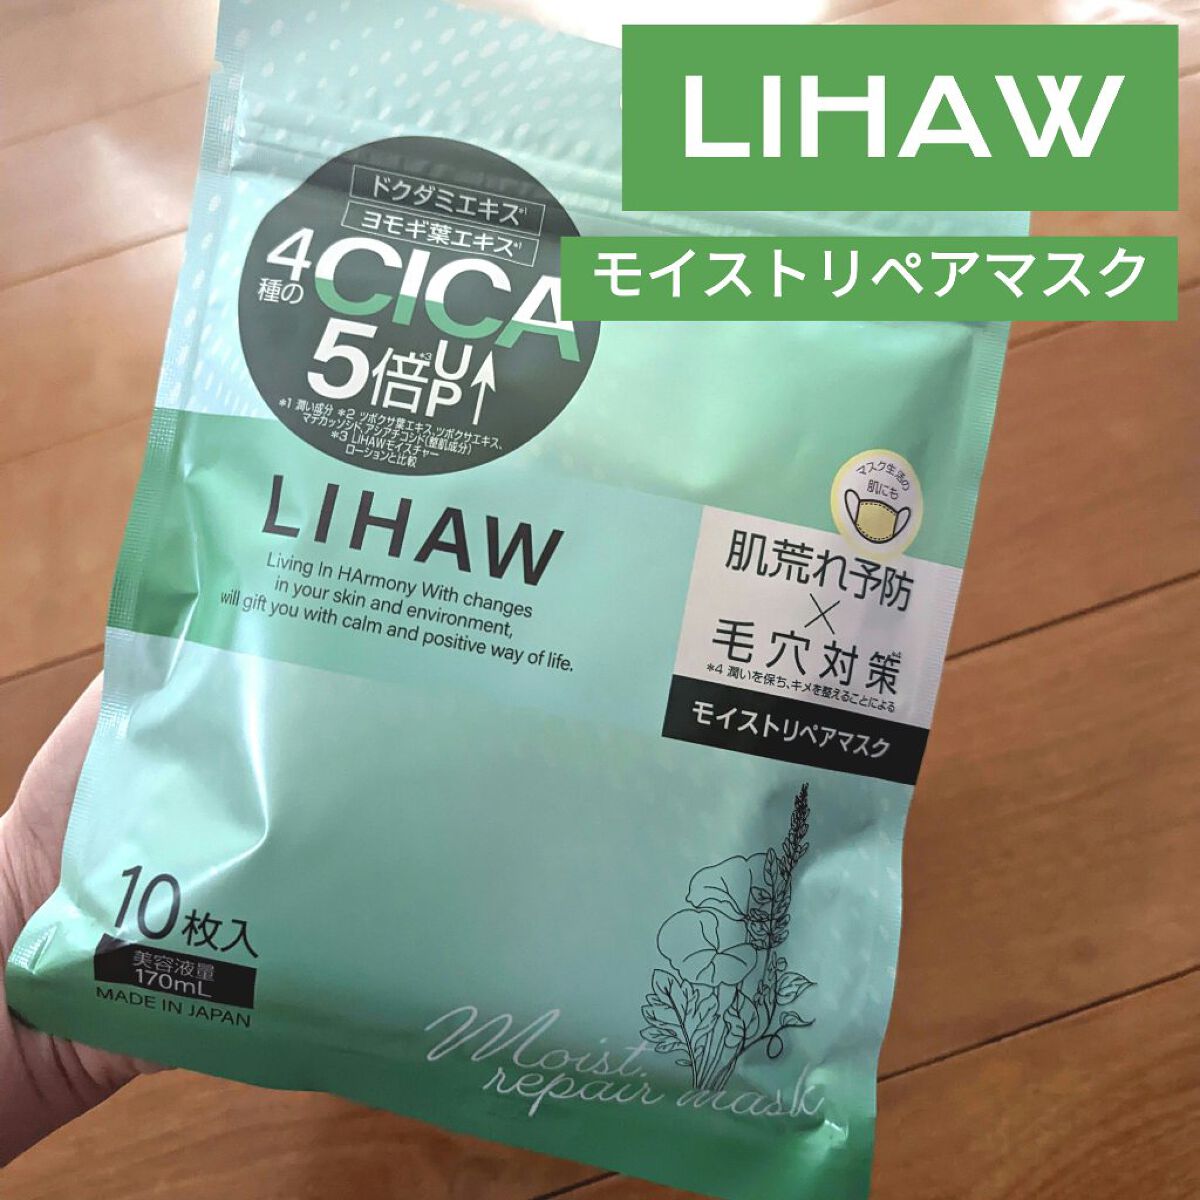 LIHAW
モイストリペアマスク
ドクダミエキス*1
ヨモギ葉エキス*1
4種のCICA*2
5倍*3UP↑
*1 潤い成分 *2 ツボクサ葉エキス、ツボクサエキス、
マデカッソシド、アシアチコシド(整肌成分)
*3 LIHAWモイスチャー
ローションと比較
LIHAW
Living In HArmony With changes
in your skin and environment,
will gift you with calm and positive way of life.
マスク生活の
肌にも
肌荒れ予防
×
毛穴対策*4
*4 潤いを保ち、キメを整えることによる
モイストリペアマスク
10枚入
美容液量
170mL
MADE IN JAPAN
Moist
repair mask